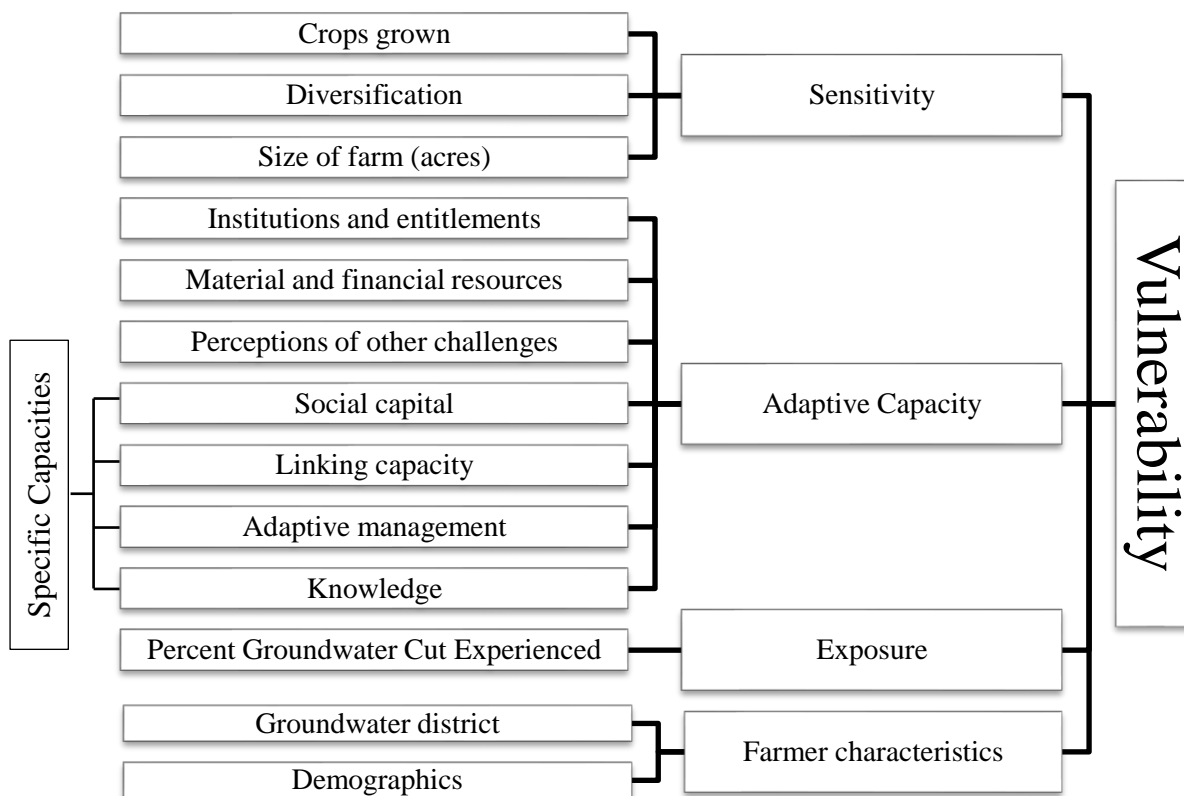 Crops grown
Diversification
Size of farm (acres)
Sensitivity
Institutions and entitlements
Material and financial resources
Perceptions of other challenges
Social capital
Linking capacity
Adaptive management
Knowledge
Specific Capacities
Adaptive Capacity
Percent Groundwater Cut Experienced
Exposure
Groundwater district
Demographics
Farmer characteristics
Vulnerability